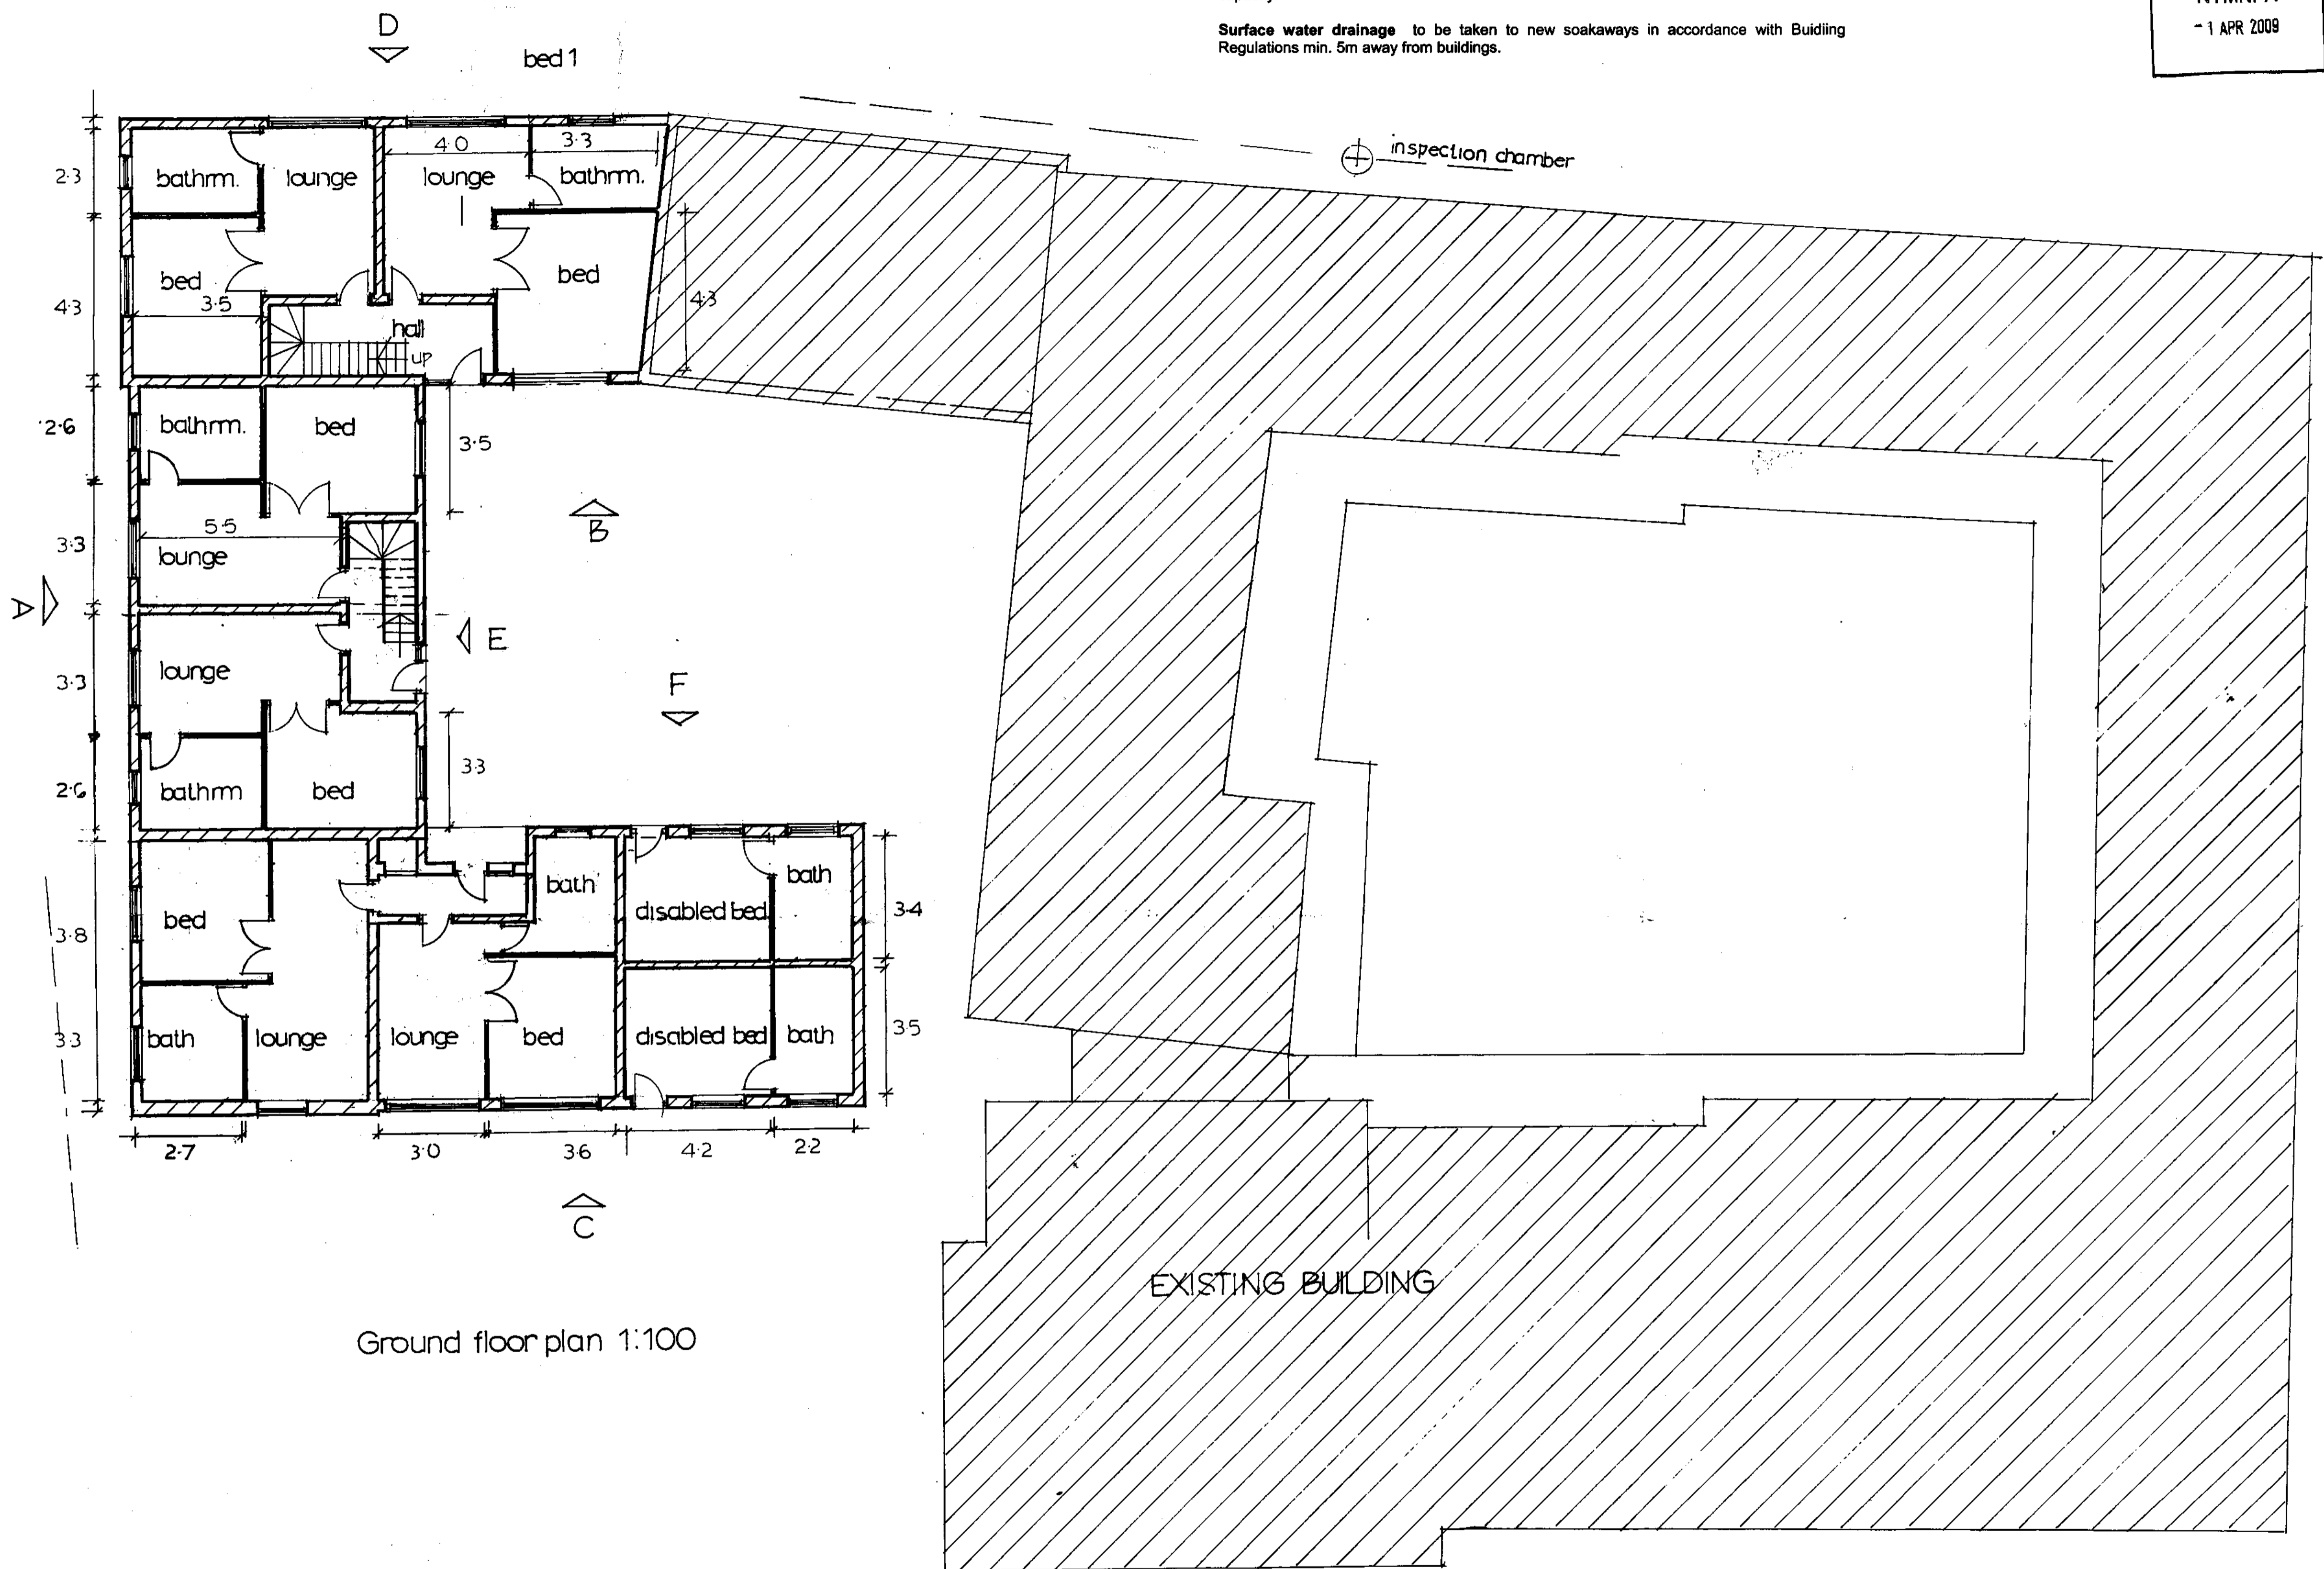 Surface water drainage to be taken to new soakaways in accordance with Buidling
Regulations min. 5m away from buildings.
- 1 APR 2009
D
bed 1
inspection chamber
4.0
3.3
2.3
bathrm.
lounge
lounge
bathrm.
bed
bed
4.3
3.5
4.3
hall
up
2.6
bathrm.
bed
3.5
B
5.5
3.3
lounge
A
E
lounge
3.3
F
3.3
2.6
bathrm
bed
bath
bath
disabled bed
3.4
bed
3.8
3.3
bath
lounge
lounge
bed
disabled bed
bath
3.5
2.7
3.0
3.6
4.2
2.2
C
EXISTING BUILDING
Ground floor plan 1:100